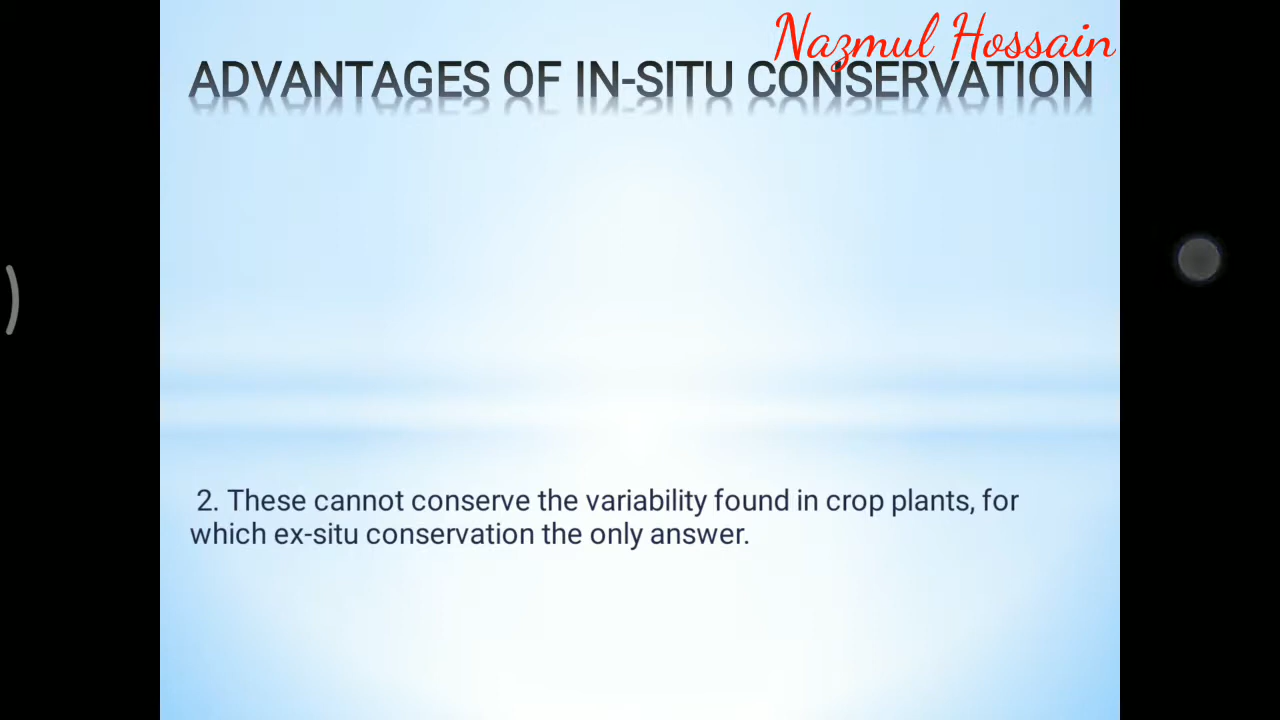 Nazmul Hossain
ADVANTAGES OF IN-SITU CONSERVATION
2. These cannot conserve the variability found in crop plants, for
which ex-situ conservation the only answer.